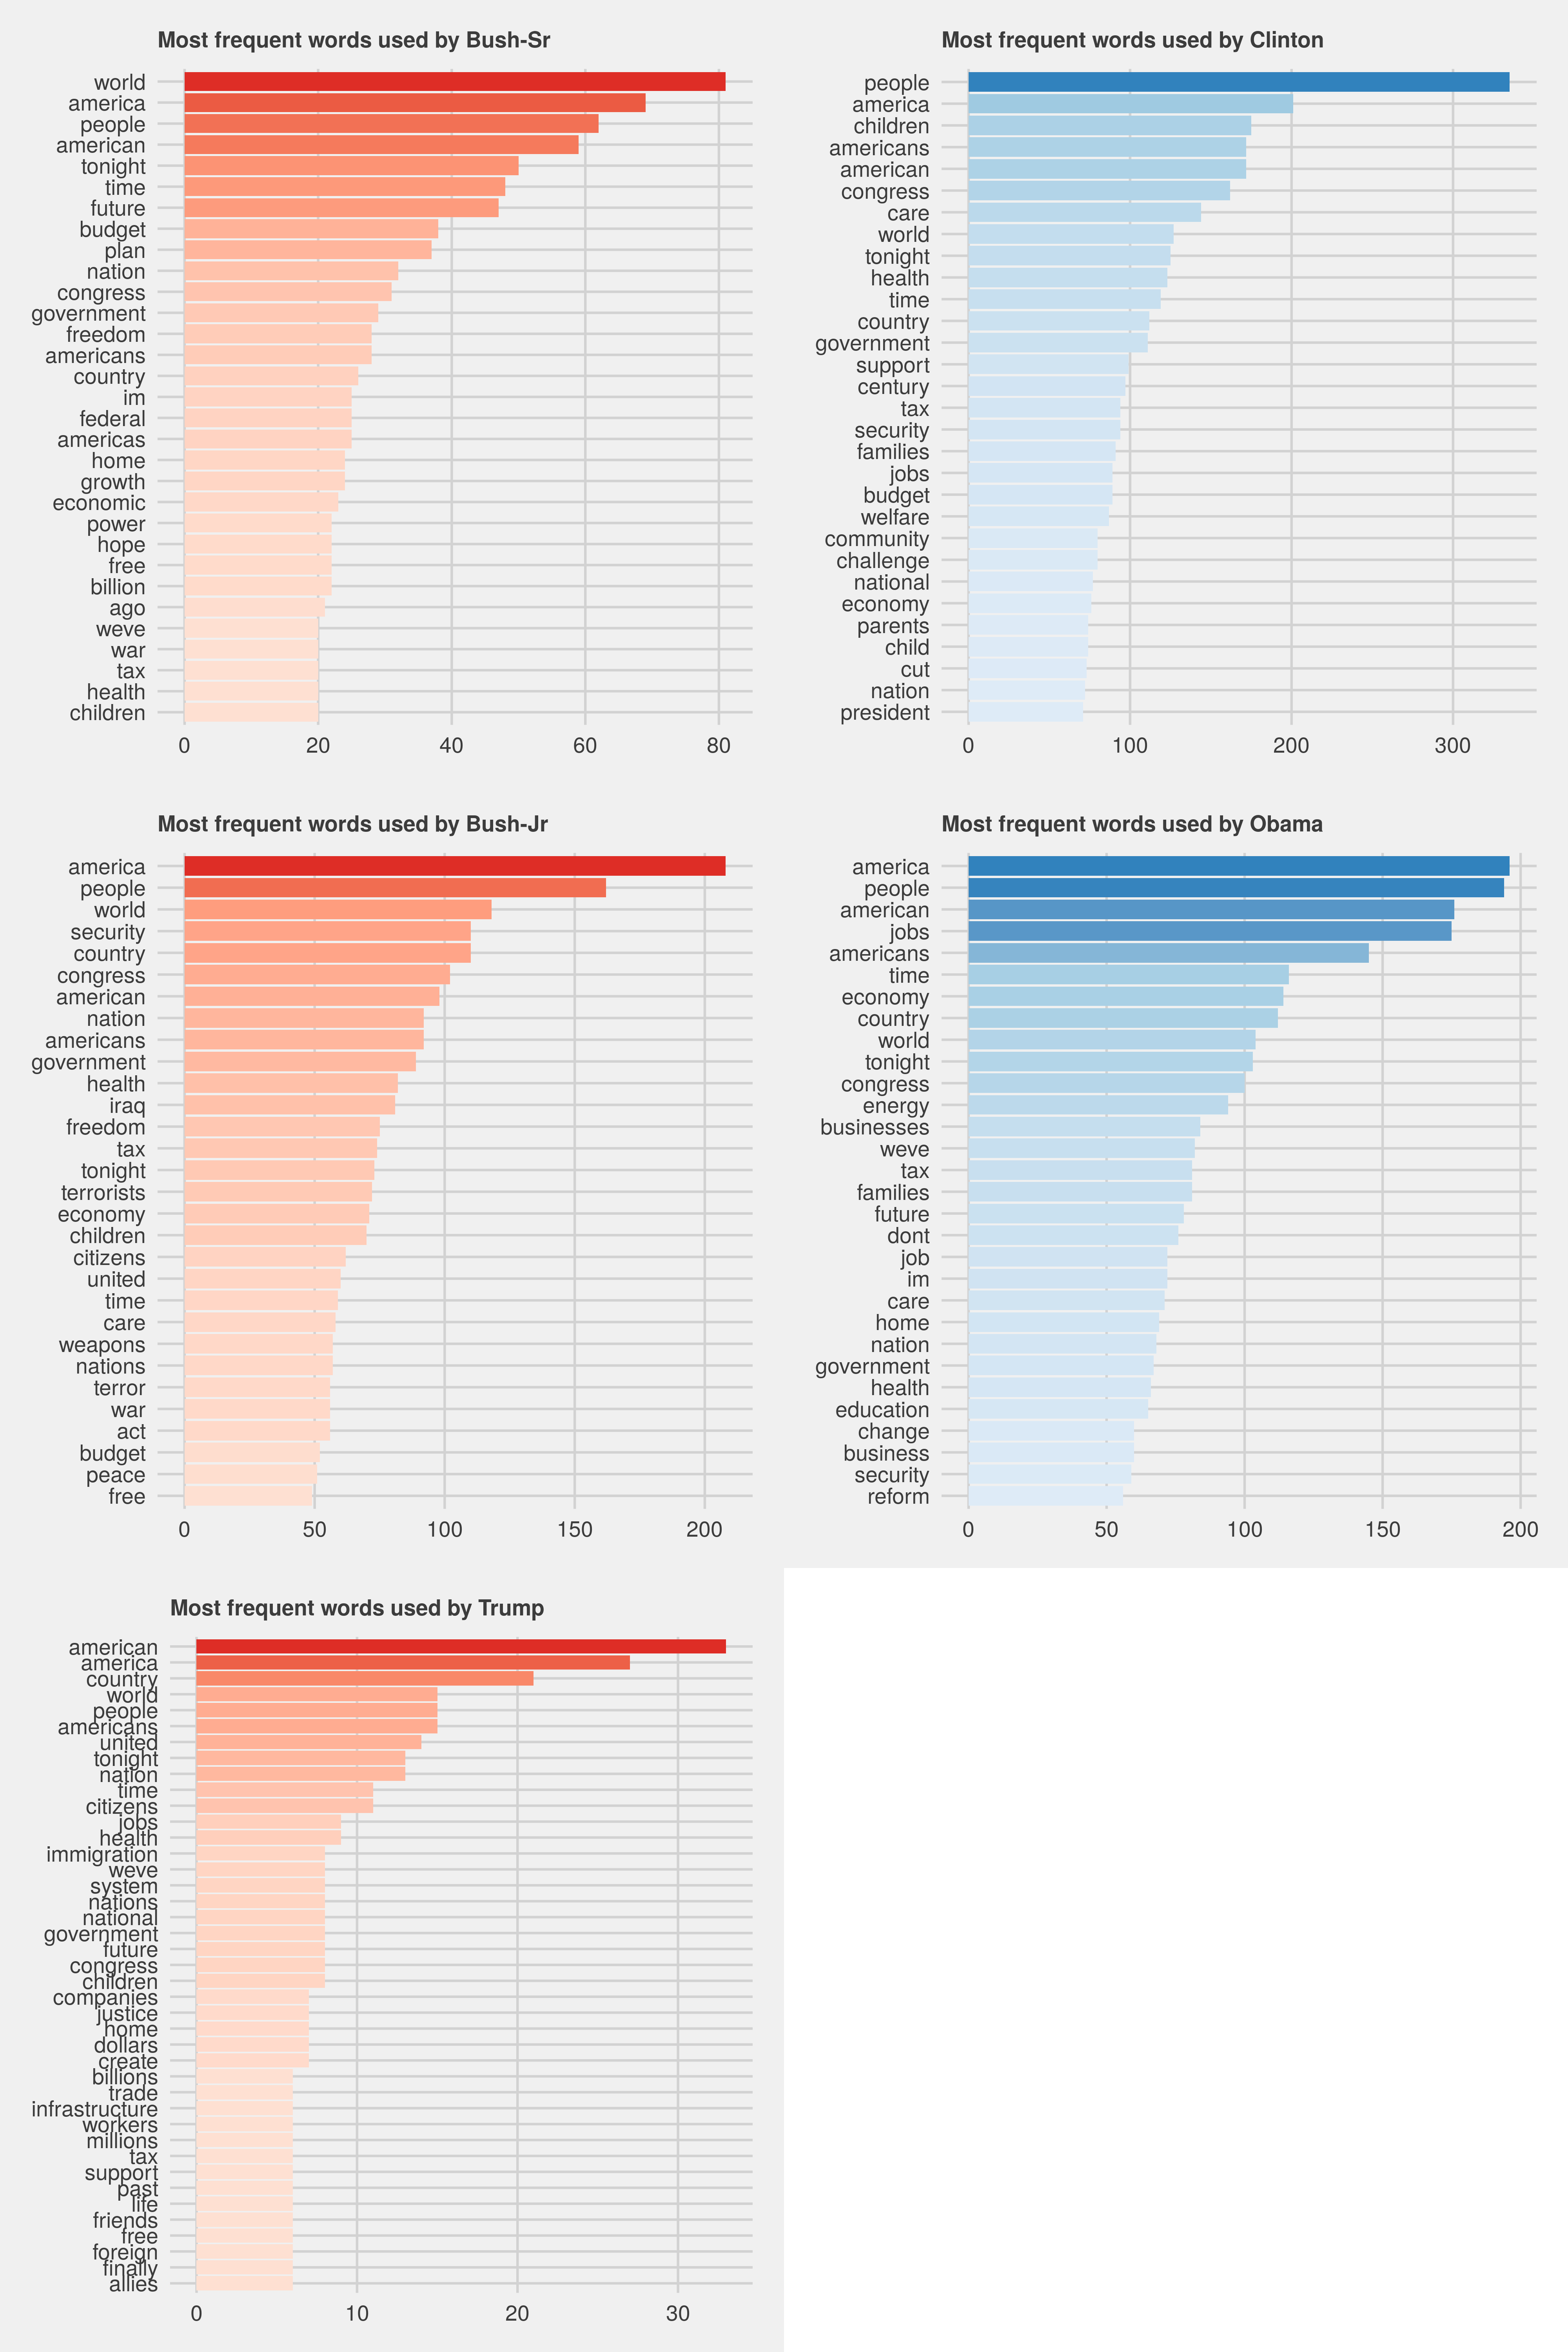 Most frequent words used by Bush-Sr
world
america
people
american
tonight
time
future
budget
plan
nation
congress
government
freedom
americans
country
im
federal
americas
home
growth
economic
power
hope
free
billion
ago
weve
war
tax
health
children
0 20 40 60 80
Most frequent words used by Clinton
people
america
children
americans
american
congress
care
world
tonight
health
time
country
government
support
century
tax
security
families
jobs
budget
welfare
community
challenge
national
economy
parents
child
cut
nation
president
0 100 200 300
Most frequent words used by Bush-Jr
america
people
world
security
country
congress
american
nation
americans
government
health
iraq
freedom
tax
tonight
terrorists
economy
children
citizens
united
time
care
weapons
nations
terror
war
act
budget
peace
free
0 50 100 150 200
Most frequent words used by Obama
america
people
american
jobs
americans
time
economy
country
world
tonight
congress
energy
businesses
weve
tax
families
future
dont
job
im
care
home
nation
government
health
education
change
business
security
reform
0 50 100 150 200
Most frequent words used by Trump
american
america
country
world
people
americans
united
tonight
nation
time
citizens
jobs
health
immigration
weve
system
nations
national
government
future
congress
children
companies
justice
home
dollars
create
billions
trade
infrastructure
workers
millions
tax
support
past
life
friends
free
foreign
finally
allies
0 10 20 30